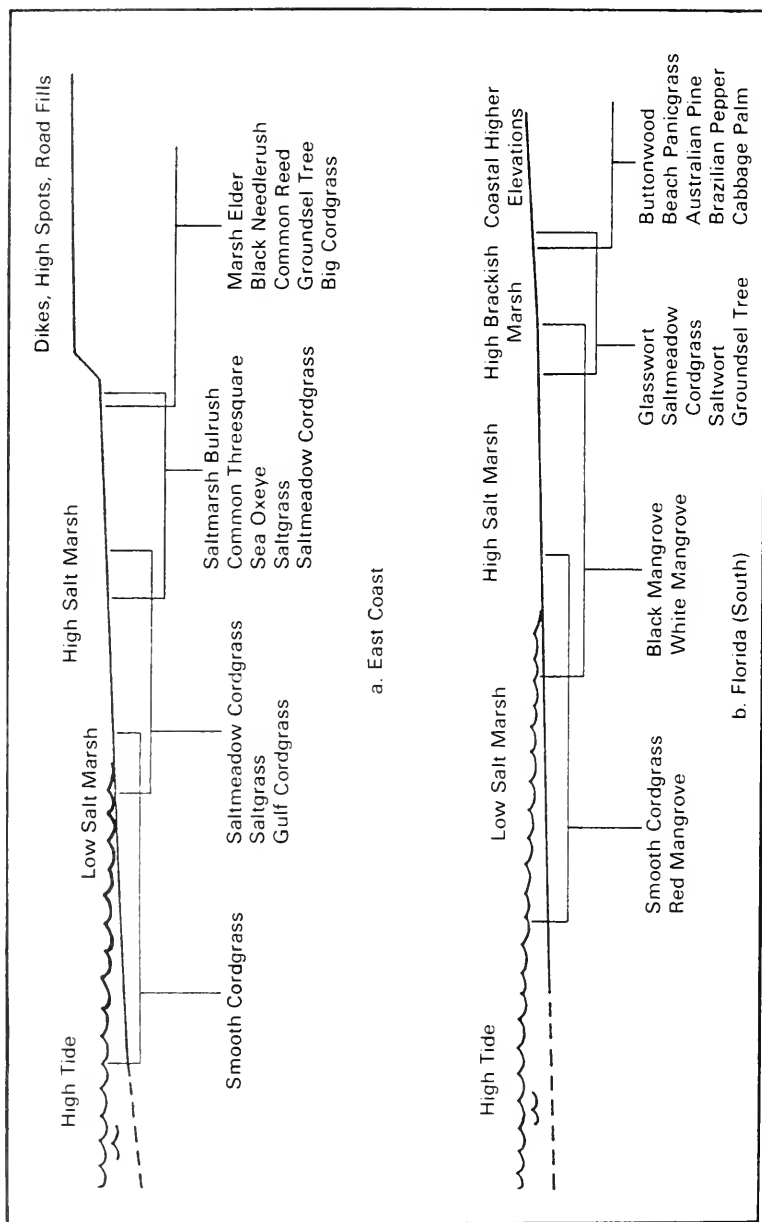 High Tide
Low Salt Marsh
High Salt Marsh
Dikes, High Spots, Road Fills
Smooth Cordgrass
Saltmeadow Cordgrass
Saltgrass
Gulf Cordgrass
Saltmarsh Bulrush
Common Threesquare
Sea Oxeye
Saltgrass
Saltmeadow Cordgrass
Marsh Elder
Black Needlerush
Common Reed
Groundsel Tree
Big Cordgrass
a. East Coast
High Tide
Low Salt Marsh
High Salt Marsh
High Brackish
Marsh
Coastal Higher
Elevations
Smooth Cordgrass
Red Mangrove
Black Mangrove
White Mangrove
Glasswort
Saltmeadow
Cordgrass
Saltwort
Groundsel Tree
Buttonwood
Beach Panicgrass
Australian Pine
Brazilian Pepper
Cabbage Palm
b. Florida (South)